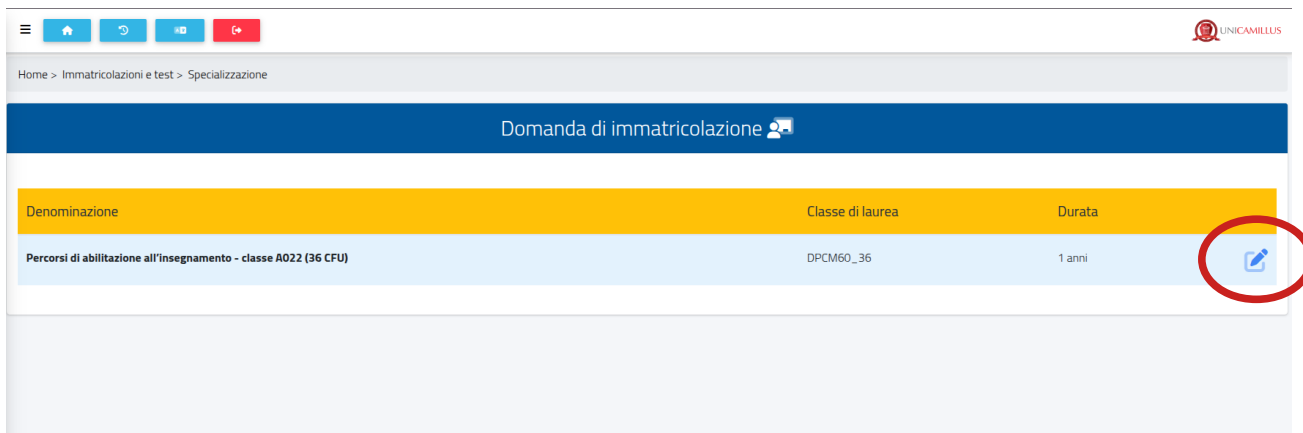 UNICAMILLUS
Home > Immatricolazioni e test > Specializzazione
Domanda di immatricolazione
Denominazione Classe di laurea Durata
Percorsi di abilitazione all'insegnamento - classe A022 (36 CFU) DPCM60_36 1 anni